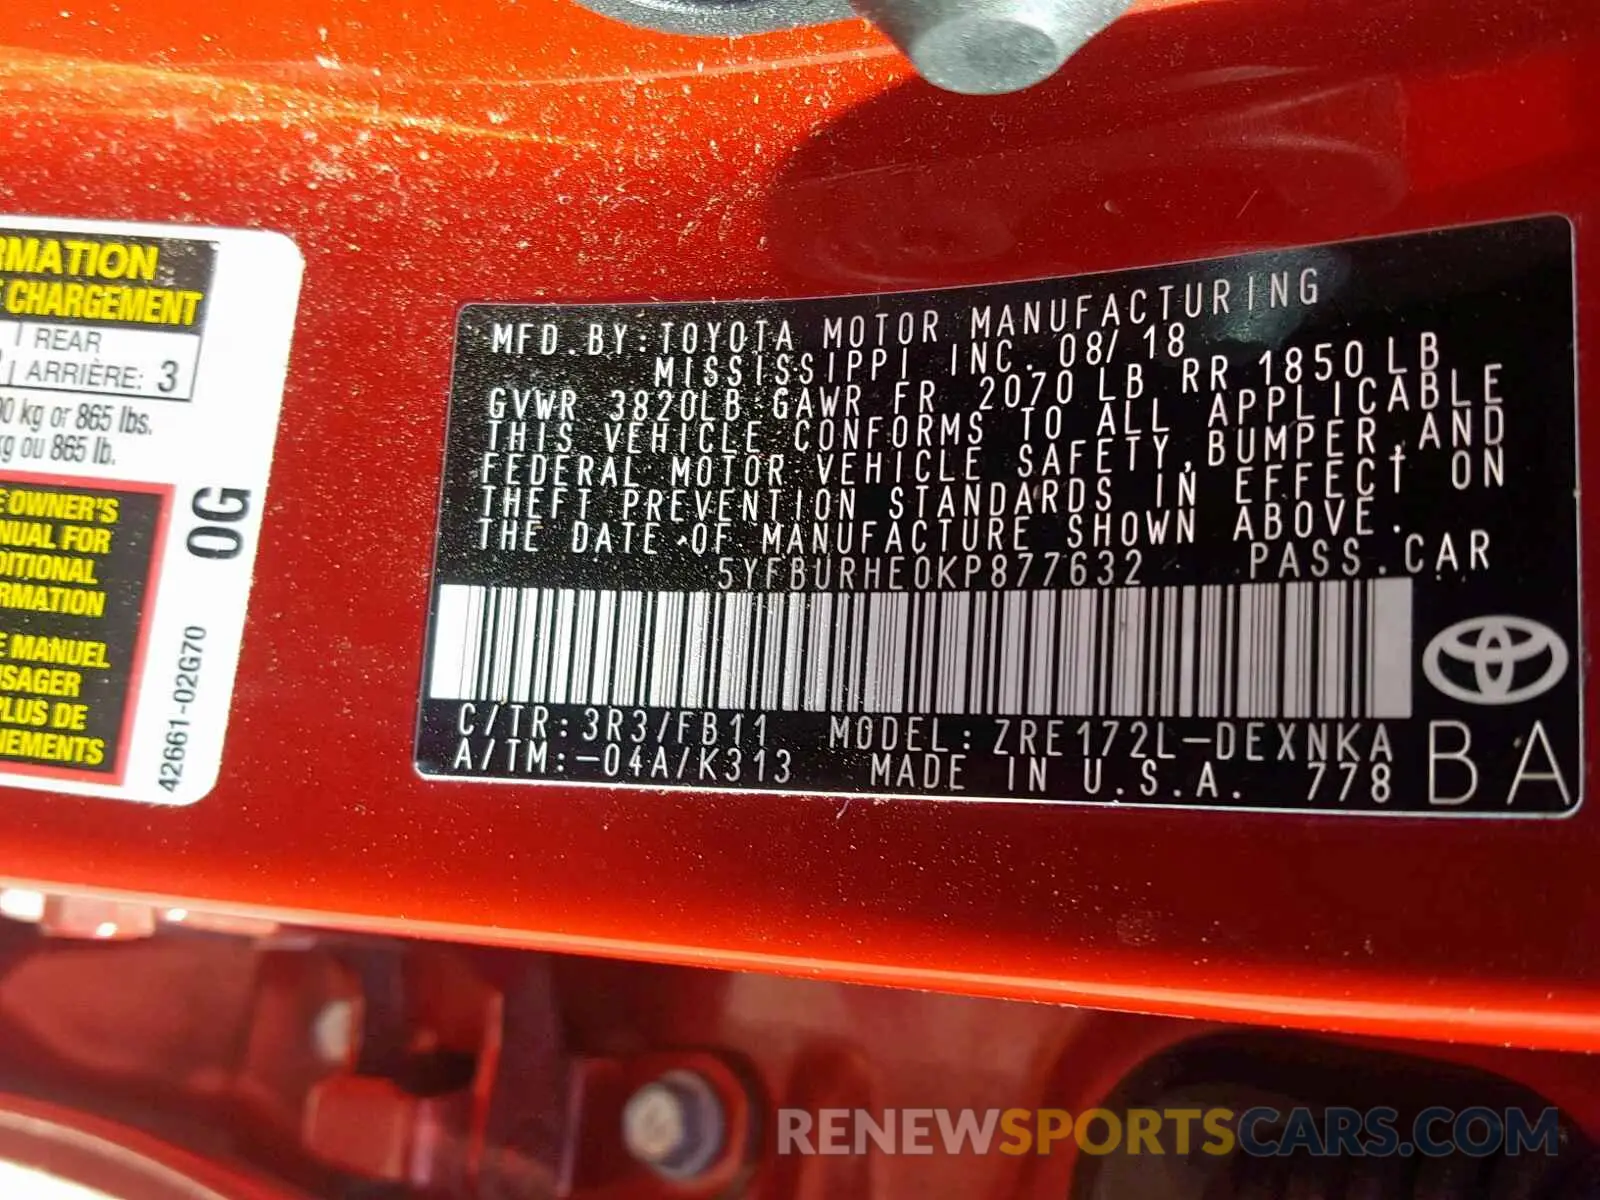 RMATION
CHARGEMENT
REAR
ARRIÈRE: 3
kg or 865 lbs.
kg ou 865 lb.
OWNER'S
NUAL FOR
DITIONAL
RMATION
MANUEL
SAGER
PLUS DE
NEMENTS
0G
42661-02G70
MFD.BY:TOYOTA MOTOR MANUFACTURING
MISSISSIPPI INC. 08/18
GVWR 3820LB GAWR FR 2070LB RR 1850LB
THIS VEHICLE CONFORMS TO ALL APPLICABLE
FEDERAL MOTOR VEHICLE SAFETY,BUMPER,AND
THEFT PREVENTION STANDARDS IN EFFECT ON
THE DATE OF MANUFACTURE SHOWN ABOVE.
5YFBURHE0KP877632 PASS.CAR
C/TR:3R3/FB11 MODEL:ZRE172L-DEXNKA
A/TM:-04A/K313 MADE IN U.S.A. 778
BA
RENEWSPORTSCARS.COM